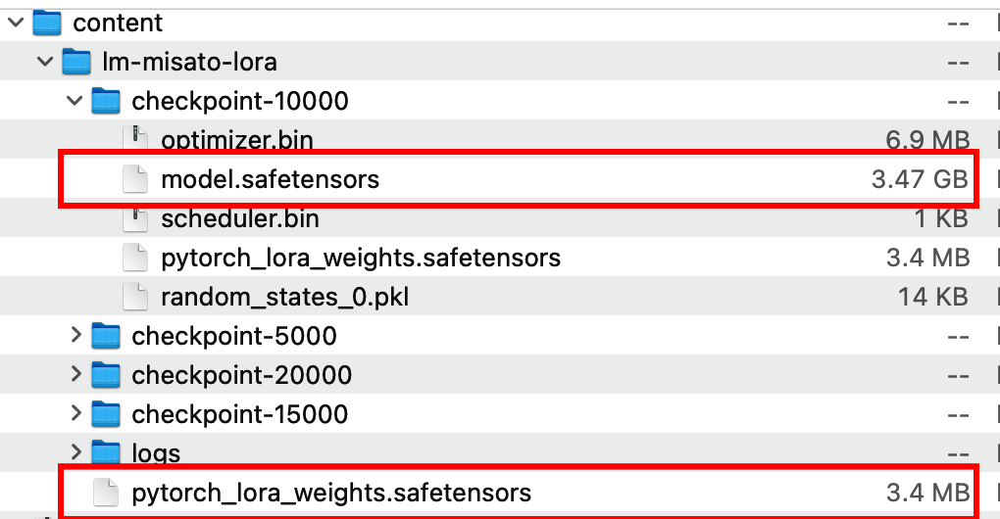 content --
lm-misato-lora --
checkpoint-10000 --
optimizer.bin 6.9 MB
model.safetensors 3.47 GB
scheduler.bin 1 KB
pytorch_lora_weights.safetensors 3.4 MB
random_states_0.pkl 14 KB
checkpoint-5000 --
checkpoint-20000 --
checkpoint-15000 --
logs --
pytorch_lora_weights.safetensors 3.4 MB